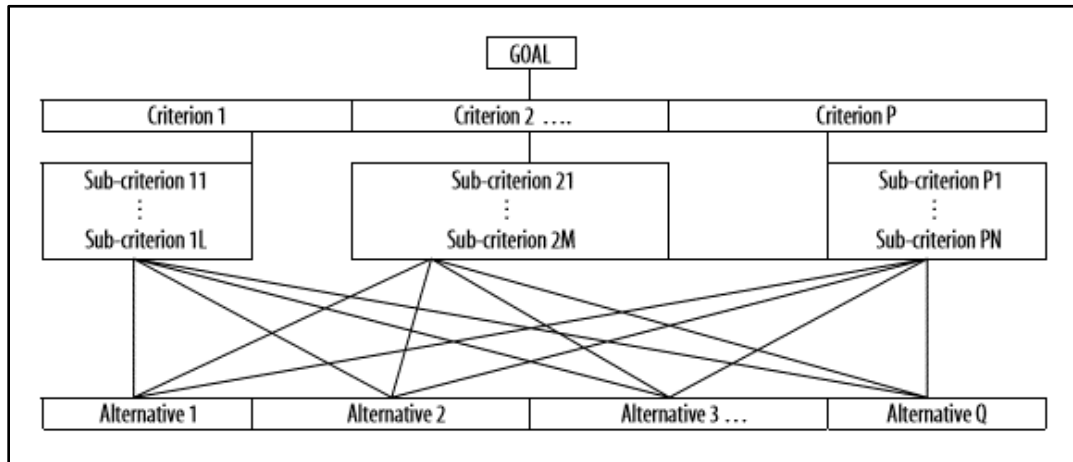 GOAL
Criterion 1 Criterion 2 .... Criterion P
Sub-criterion 11 Sub-criterion 21 Sub-criterion P1
⋮ ⋮ ⋮
Sub-criterion 1L Sub-criterion 2M Sub-criterion PN
Alternative 1 Alternative 2 Alternative 3 ... Alternative Q